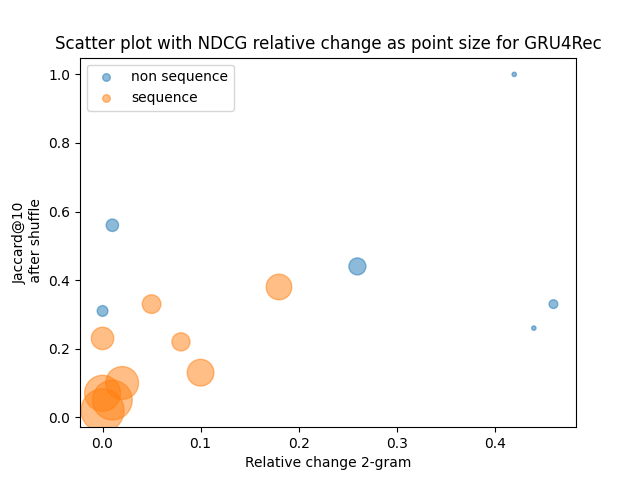 Scatter plot with NDCG relative change as point size for GRU4Rec
non sequence
sequence
1.0
0.8
0.6
0.4
0.2
0.0
Jaccard@10
after shuffle
0.0
0.1
0.2
0.3
0.4
Relative change 2-gram